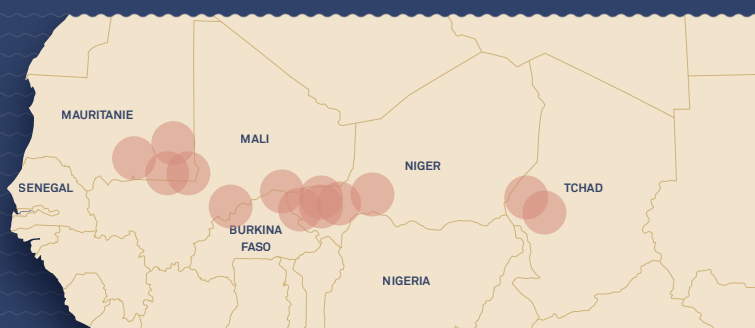 MAURITANIE
MALI
NIGER
SENEGAL
TCHAD
BURKINA
FASO
NIGERIA